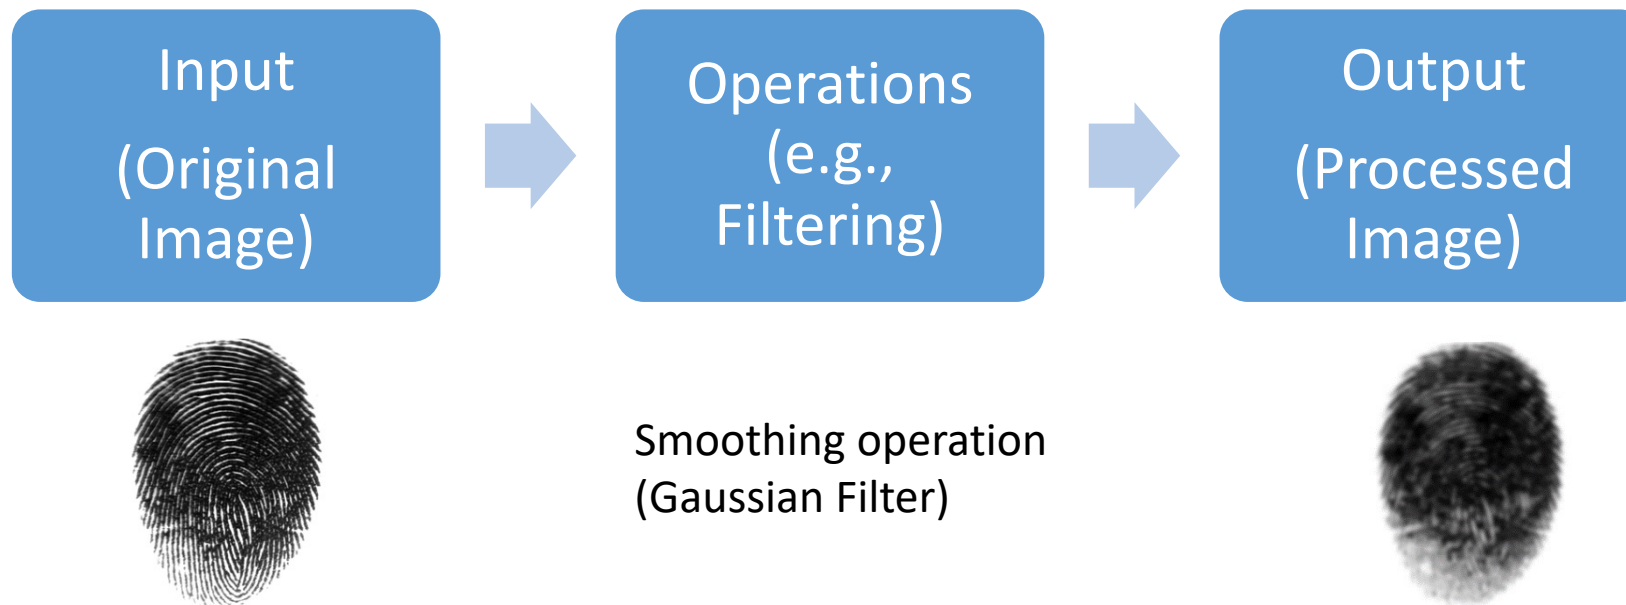 Input
(Original
Image)
Operations
(e.g.,
Filtering)
Output
(Processed
Image)
Smoothing operation
(Gaussian Filter)